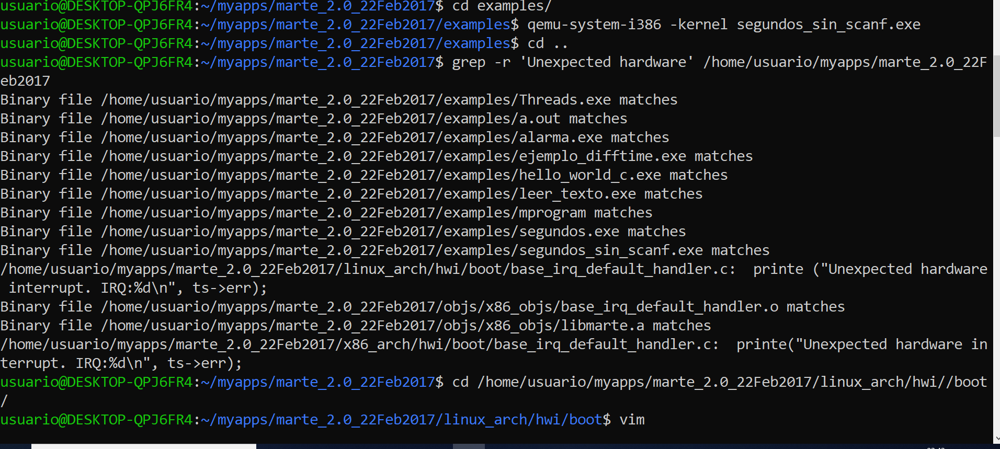 usuario@DESKTOP-QPJ6FR4:~/myapps/marte_2.0_22Feb2017$ cd examples/
usuario@DESKTOP-QPJ6FR4:~/myapps/marte_2.0_22Feb2017/examples$ qemu-system-i386 -kernel segundos_sin_scanf.exe
usuario@DESKTOP-QPJ6FR4:~/myapps/marte_2.0_22Feb2017/examples$ cd ..
usuario@DESKTOP-QPJ6FR4:~/myapps/marte_2.0_22Feb2017$ grep -r 'Unexpected hardware' /home/usuario/myapps/marte_2.0_22F
eb2017
Binary file /home/usuario/myapps/marte_2.0_22Feb2017/examples/Threads.exe matches
Binary file /home/usuario/myapps/marte_2.0_22Feb2017/examples/a.out matches
Binary file /home/usuario/myapps/marte_2.0_22Feb2017/examples/alarma.exe matches
Binary file /home/usuario/myapps/marte_2.0_22Feb2017/examples/ejemplo_difftime.exe matches
Binary file /home/usuario/myapps/marte_2.0_22Feb2017/examples/hello_world_c.exe matches
Binary file /home/usuario/myapps/marte_2.0_22Feb2017/examples/leer_texto.exe matches
Binary file /home/usuario/myapps/marte_2.0_22Feb2017/examples/mprogram matches
Binary file /home/usuario/myapps/marte_2.0_22Feb2017/examples/segundos.exe matches
Binary file /home/usuario/myapps/marte_2.0_22Feb2017/examples/segundos_sin_scanf.exe matches
/home/usuario/myapps/marte_2.0_22Feb2017/linux_arch/hwi/boot/base_irq_default_handler.c:  printe ("Unexpected hardware
 interrupt. IRQ:%d\n", ts->err);
Binary file /home/usuario/myapps/marte_2.0_22Feb2017/objs/x86_objs/base_irq_default_handler.o matches
Binary file /home/usuario/myapps/marte_2.0_22Feb2017/objs/x86_objs/libmarte.a matches
/home/usuario/myapps/marte_2.0_22Feb2017/x86_arch/hwi/boot/base_irq_default_handler.c:  printe("Unexpected hardware in
terrupt. IRQ:%d\n", ts->err);
usuario@DESKTOP-QPJ6FR4:~/myapps/marte_2.0_22Feb2017$ cd /home/usuario/myapps/marte_2.0_22Feb2017/linux_arch/hwi//boot
/
usuario@DESKTOP-QPJ6FR4:~/myapps/marte_2.0_22Feb2017/linux_arch/hwi/boot$ vim